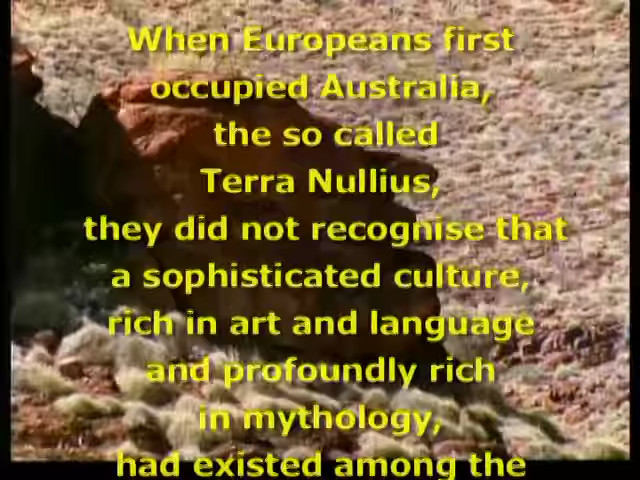 When Europeans first
occupied Australia,
the so called
Terra Nullius,
they did not recognise that
a sophisticated culture,
rich in art and language
and profoundly rich
in mythology,
had existed among the